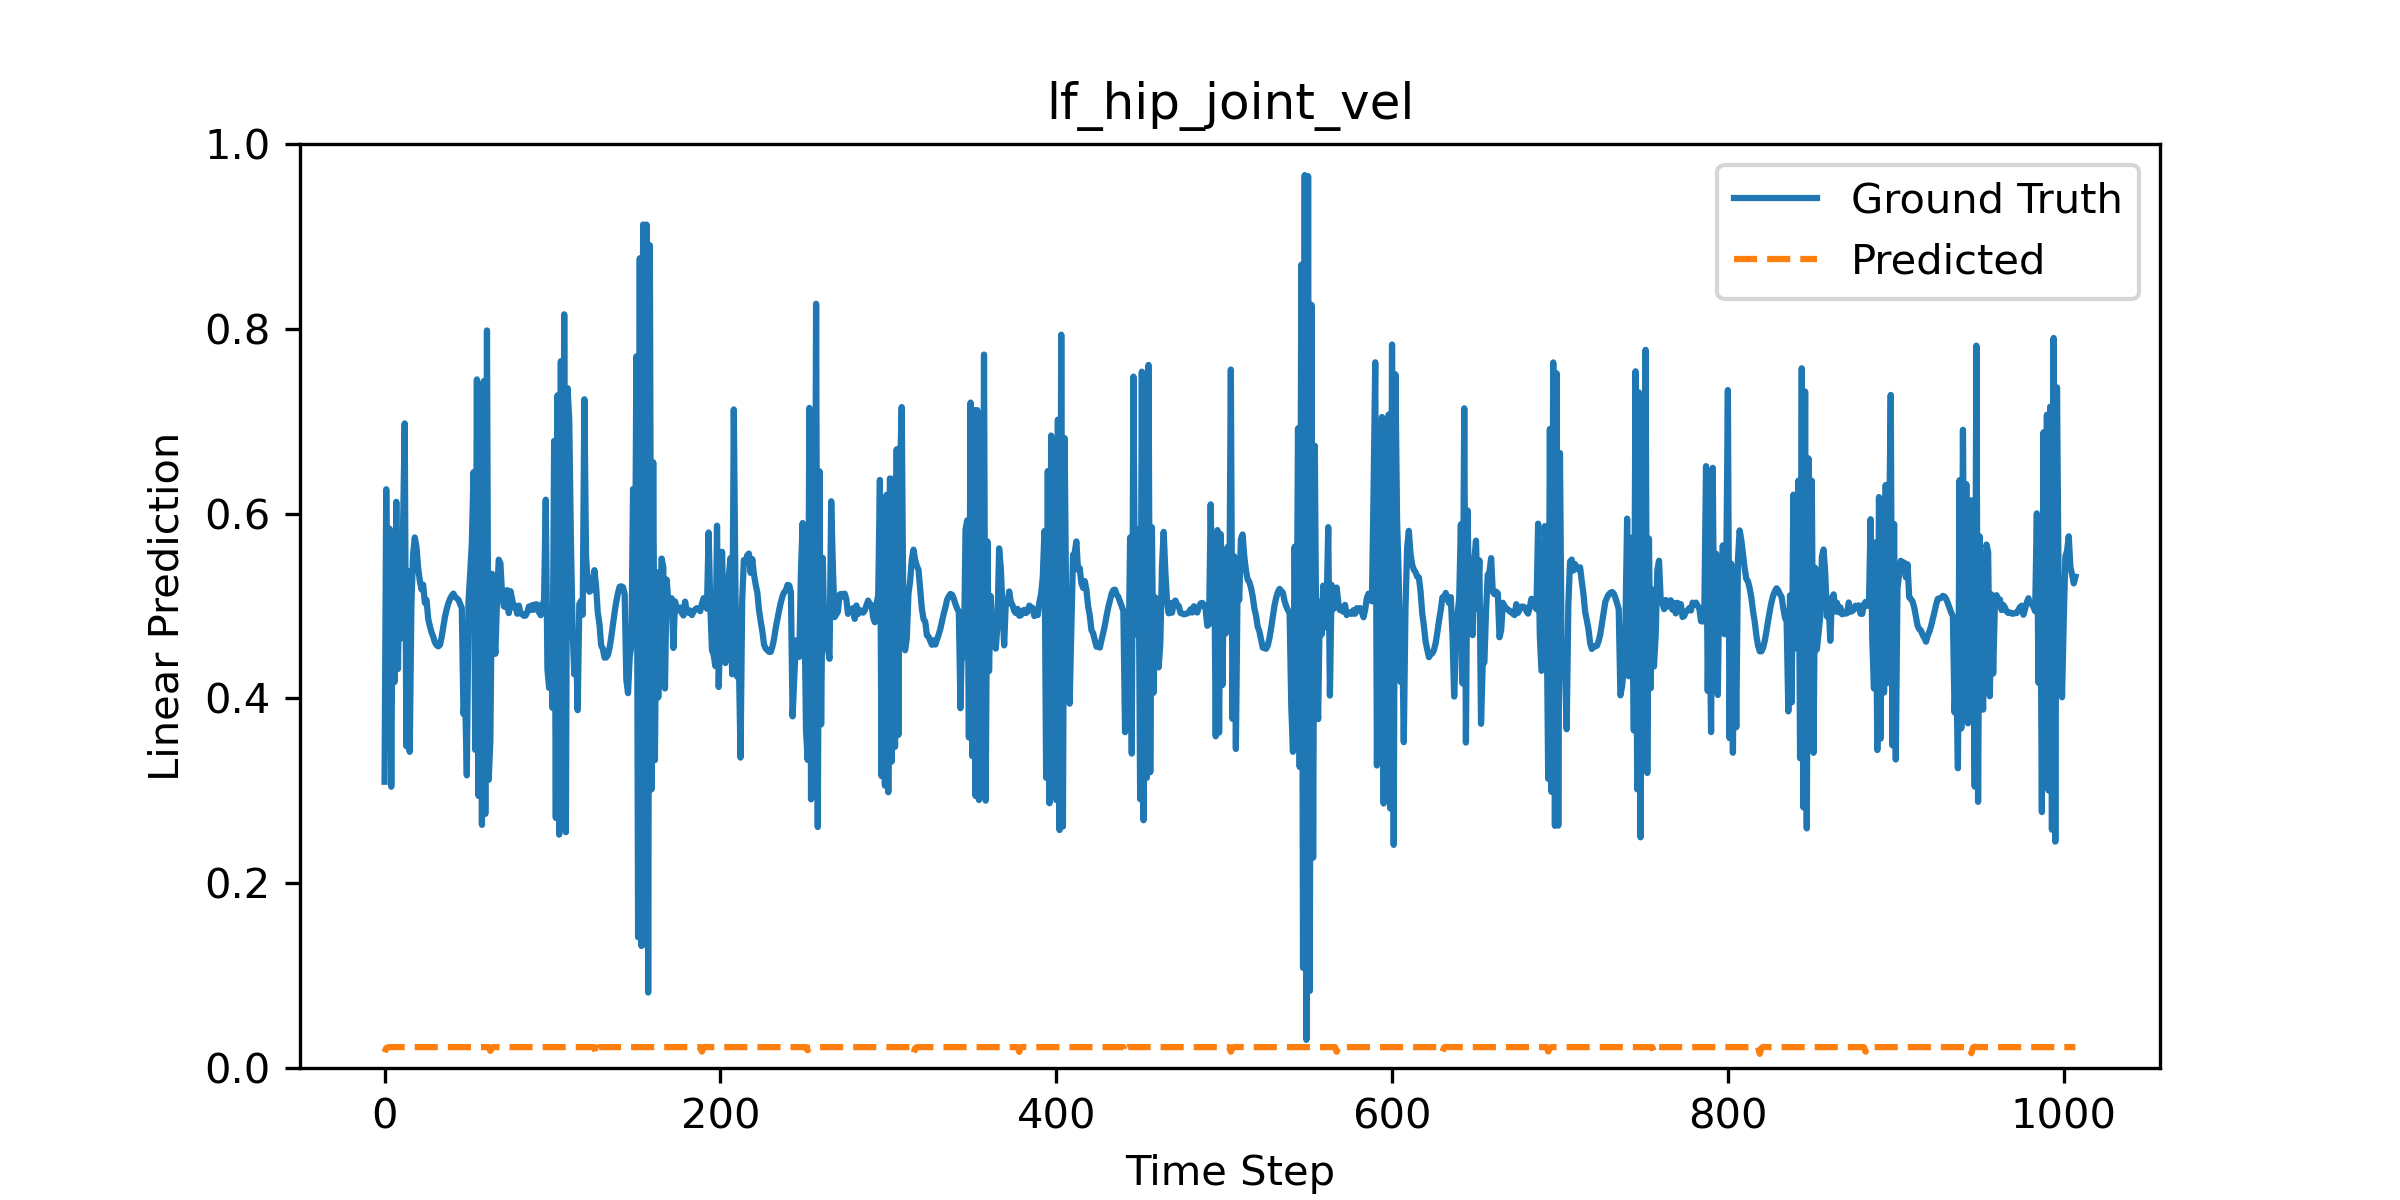 lf_hip_joint_vel
1.0
0.8
0.6
0.4
0.2
0.0
Linear Prediction
Ground Truth
Predicted
0 200 400 600 800 1000
Time Step